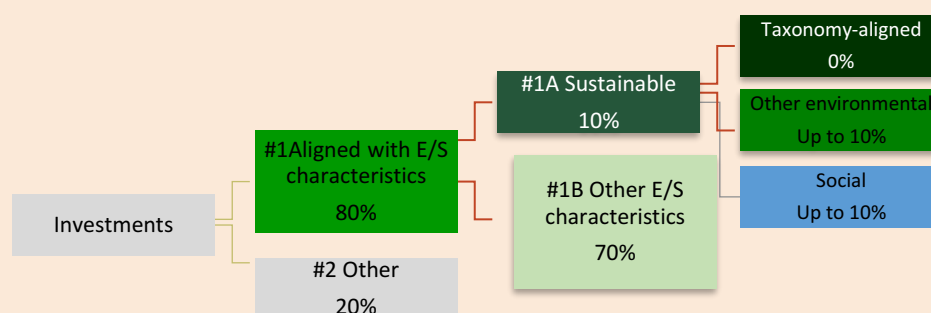 Investments
#1Aligned with E/S
characteristics
80%
#2 Other
20%
#1A Sustainable
10%
#1B Other E/S
characteristics
70%
Taxonomy-aligned
0%
Other environmental
Up to 10%
Social
Up to 10%